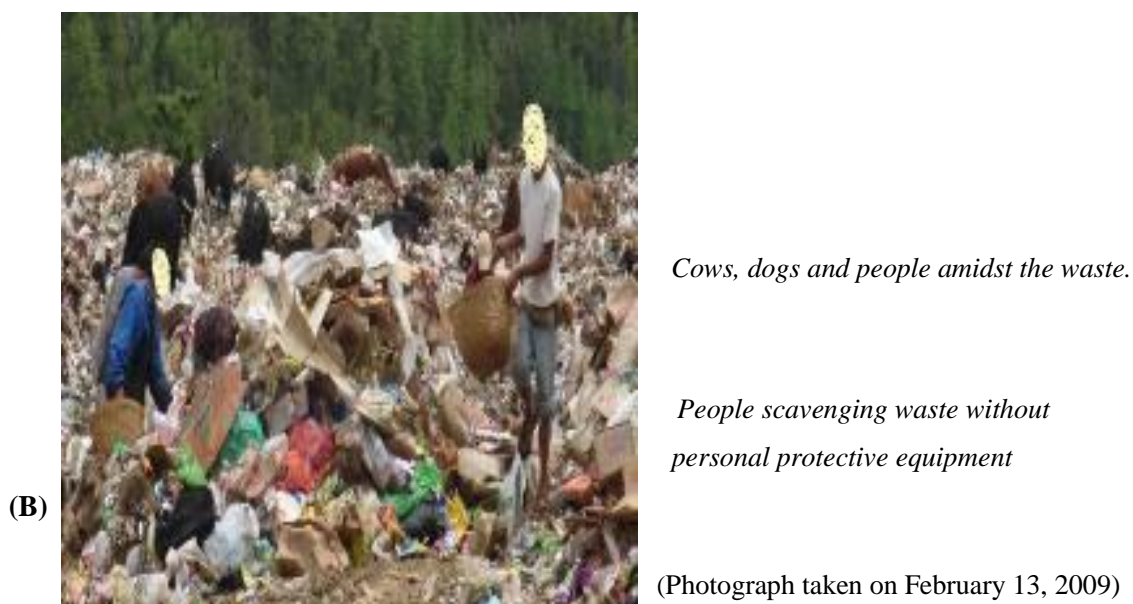 Cows, dogs and people amidst the waste.
People scavenging waste without
personal protective equipment
(B)
(Photograph taken on February 13, 2009)